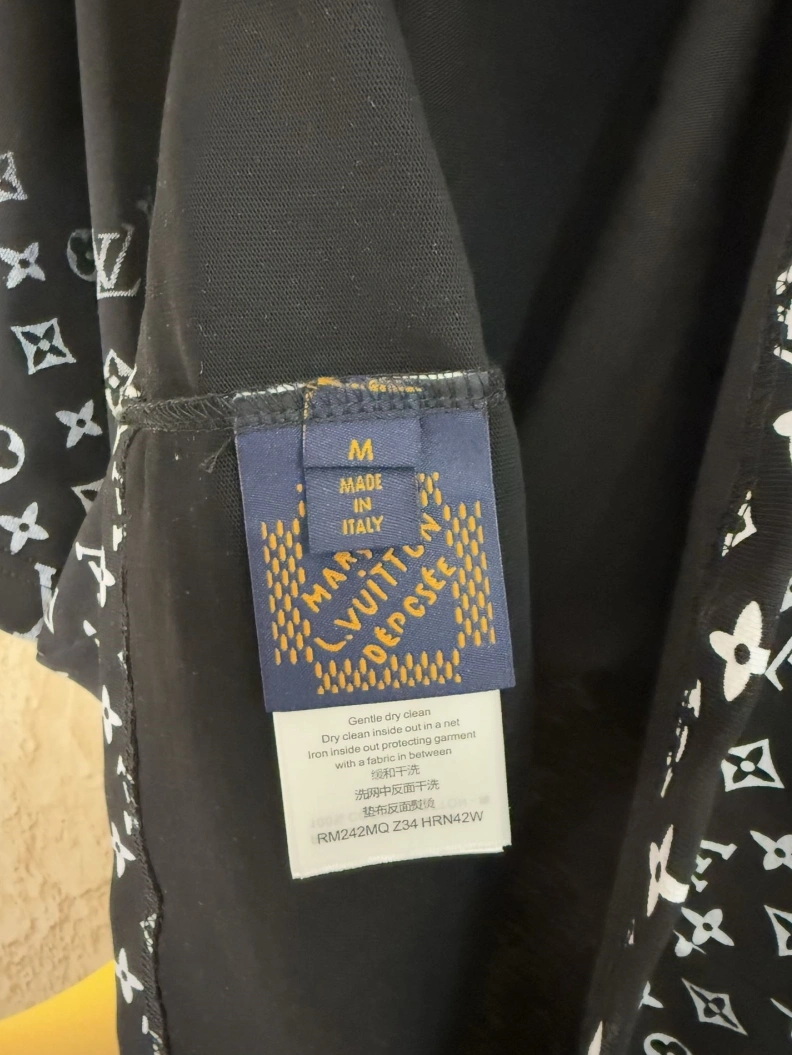 M
MADE
IN
ITALY
L.VUITTON
DÉPOSÉE
Gentle dry clean
Dry clean inside out in a net
Iron inside out protecting garment
with a fabric in between
缓和干洗
洗网中反面干洗
垫布反面熨烫
RM242MQ Z34 HRN42W